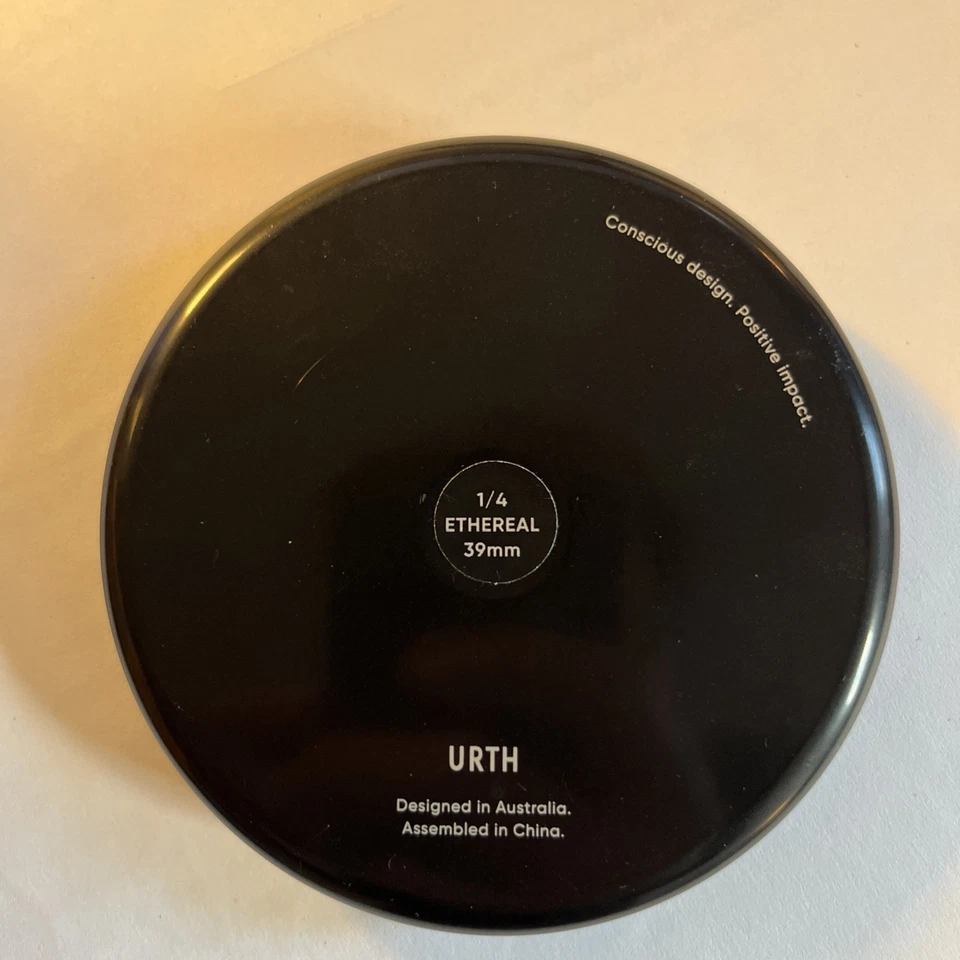 Conscious design. Positive impact.
1/4
ETHEREAL
39mm
URTH
Designed in Australia.
Assembled in China.